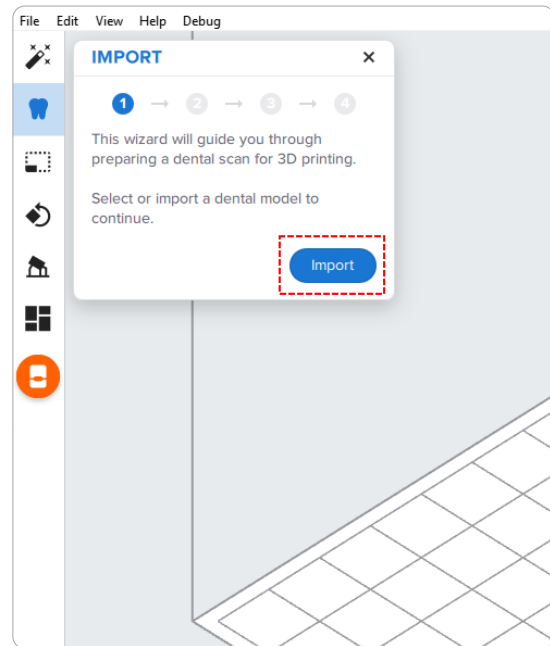 File Edit View Help Debug
IMPORT
1 → 2 → 3 → 4
This wizard will guide you through
preparing a dental scan for 3D printing.
Select or import a dental model to
continue.
Import